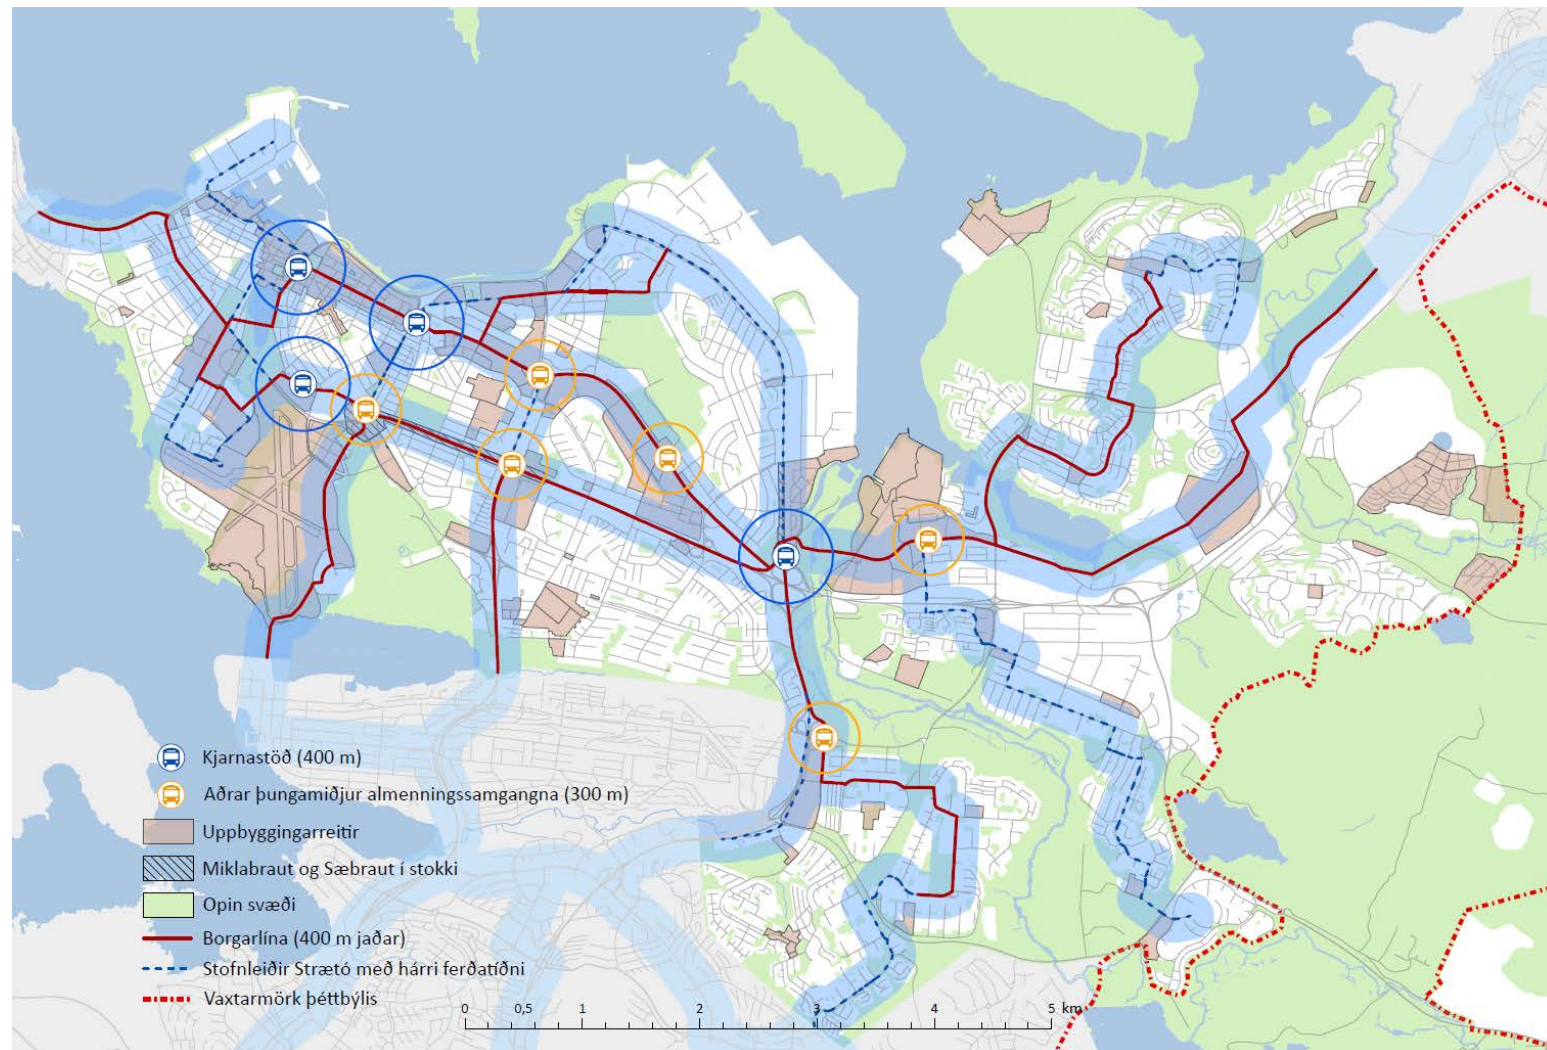 Kjarnastöð (400 m)
Aðrar þungamiðjur almenningssamgangna (300 m)
Uppbyggingarreitir
Miklabraut og Sæbraut í stokki
Opin svæði
Borgarlína (400 m jaðar)
Stofnleiðir Strætó með hárri ferðatíðni
Vaxtarmörk þéttbýlis
0 0,5 1 2 3 4 5 km